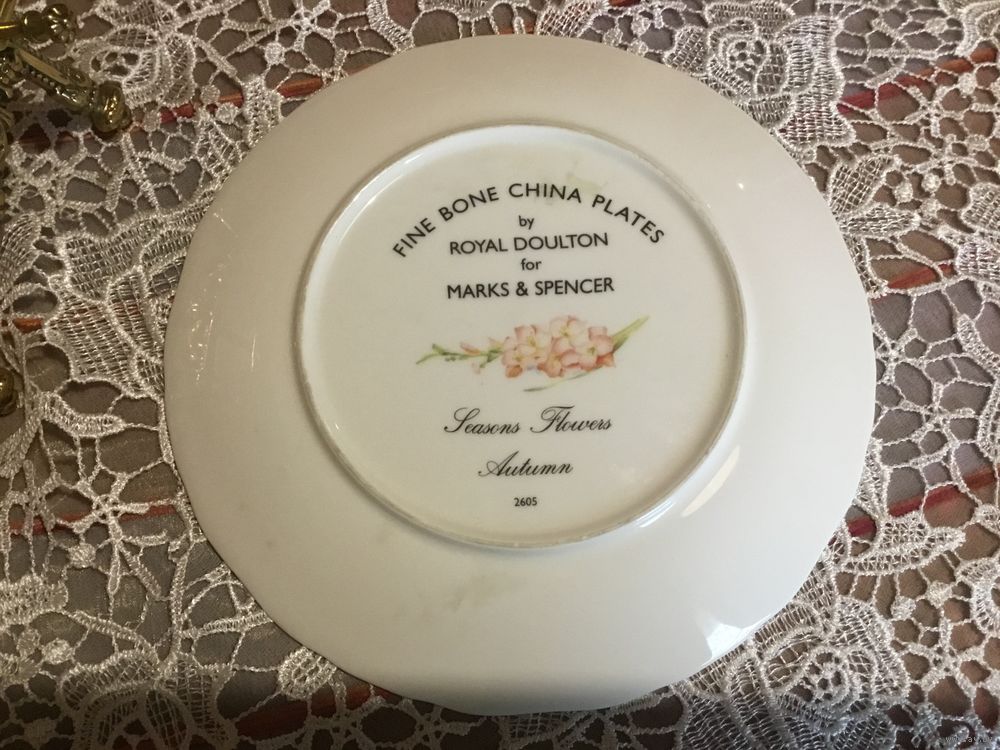 FINE BONE CHINA PLATES
by
ROYAL DOULTON
for
MARKS & SPENCER
Seasons Flowers
Autumn
2605